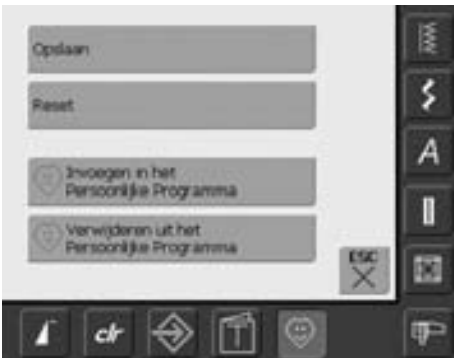 Opslaan
Reset
Invoegen in het
Persoonlijke Programma
Verwijderen uit het
Persoonlijke Programma
ESC
A
clr